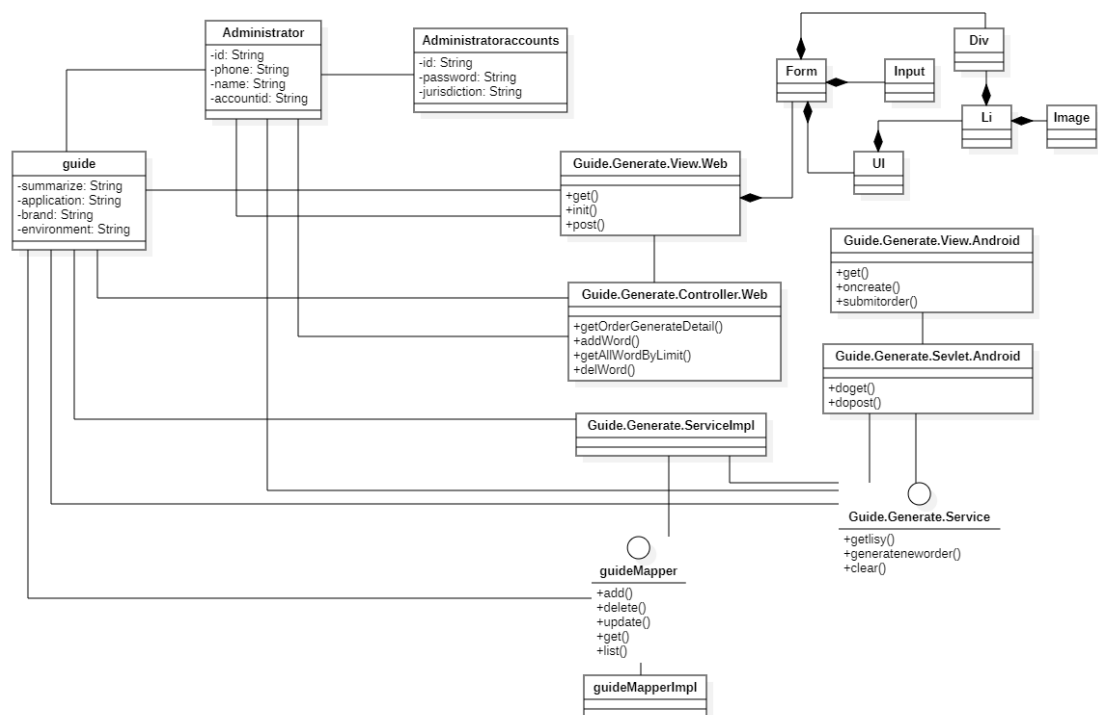 Administrator
-id: String
-phone: String
-name: String
-accountid: String
Administratoraccounts
-id: String
-password: String
-jurisdiction: String
Form
Input
Div
Li
Image
Ul
guide
-summarize: String
-application: String
-brand: String
-environment: String
Guide.Generate.View.Web
+get()
+init()
+post()
Guide.Generate.View.Android
+get()
+oncreate()
+submitorder()
Guide.Generate.Controller.Web
+getOrderGenerateDetail()
+addWord()
+getAllWordByLimit()
+delWord()
Guide.Generate.Sevlet.Android
+doget()
+dopost()
Guide.Generate.ServiceImpl
Guide.Generate.Service
+getlisy()
+generateneworder()
+clear()
guideMapper
+add()
+delete()
+update()
+get()
+list()
guideMapperImpl